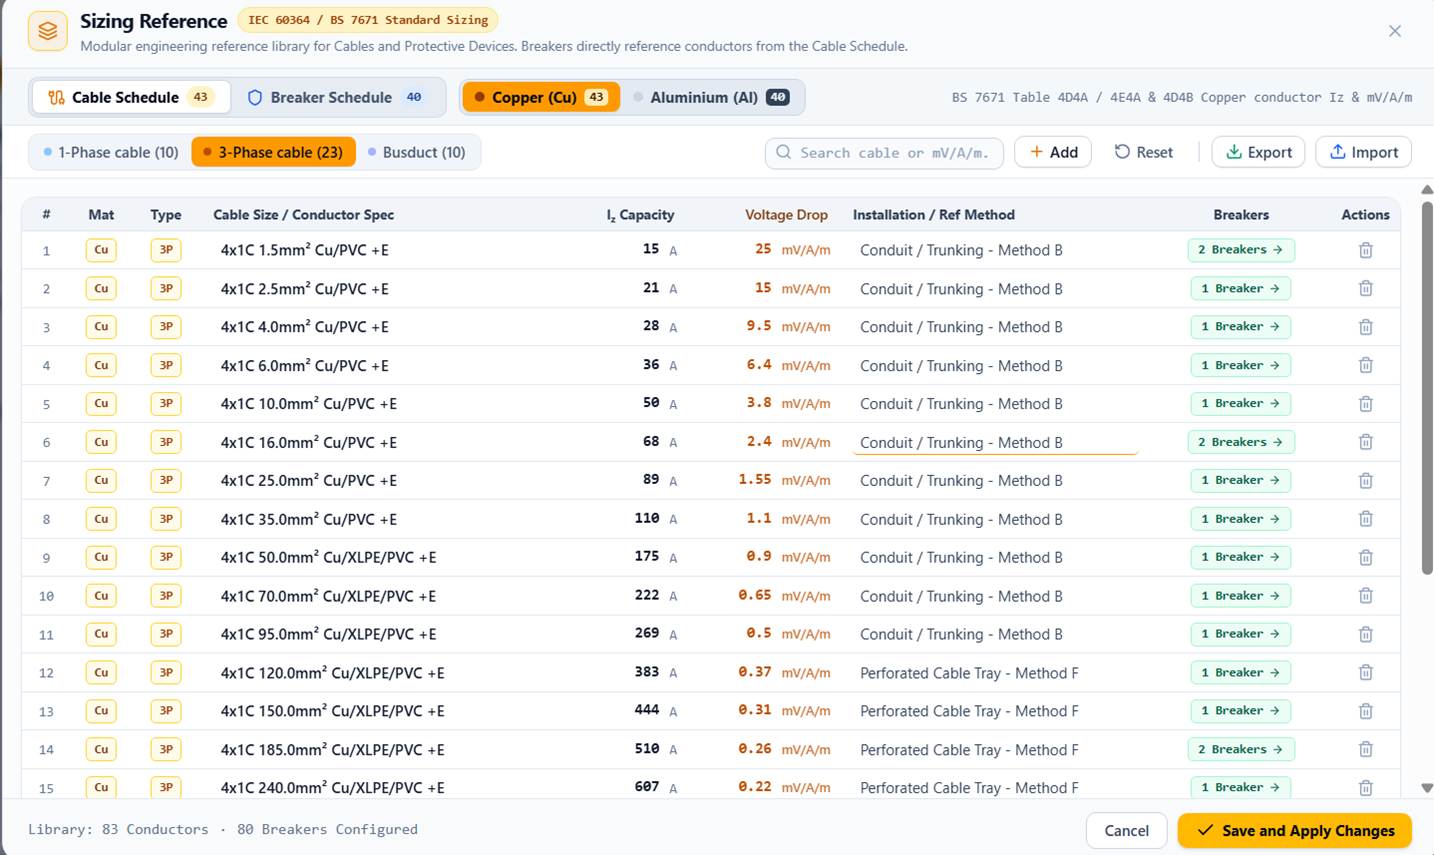 Sizing Reference IEC 60364 / BS 7671 Standard Sizing
Modular engineering reference library for Cables and Protective Devices. Breakers directly reference conductors from the Cable Schedule.
Cable Schedule 43 Breaker Schedule 40 Copper (Cu) 43 Aluminium (Al) 40 BS 7671 Table 4D4A / 4E4A & 4D4B Copper conductor Iz & mV/A/m
1-Phase cable (10) 3-Phase cable (23) Busduct (10) Search cable or mV/A/m. + Add Reset Export Import
# Mat Type Cable Size / Conductor Spec Iz Capacity Voltage Drop Installation / Ref Method Breakers Actions
1 Cu 3P 4x1C 1.5mm² Cu/PVC +E 15 A 25 mV/A/m Conduit / Trunking - Method B 2 Breakers →
2 Cu 3P 4x1C 2.5mm² Cu/PVC +E 21 A 15 mV/A/m Conduit / Trunking - Method B 1 Breaker →
3 Cu 3P 4x1C 4.0mm² Cu/PVC +E 28 A 9.5 mV/A/m Conduit / Trunking - Method B 1 Breaker →
4 Cu 3P 4x1C 6.0mm² Cu/PVC +E 36 A 6.4 mV/A/m Conduit / Trunking - Method B 1 Breaker →
5 Cu 3P 4x1C 10.0mm² Cu/PVC +E 50 A 3.8 mV/A/m Conduit / Trunking - Method B 1 Breaker →
6 Cu 3P 4x1C 16.0mm² Cu/PVC +E 68 A 2.4 mV/A/m Conduit / Trunking - Method B 2 Breakers →
7 Cu 3P 4x1C 25.0mm² Cu/PVC +E 89 A 1.55 mV/A/m Conduit / Trunking - Method B 1 Breaker →
8 Cu 3P 4x1C 35.0mm² Cu/PVC +E 110 A 1.1 mV/A/m Conduit / Trunking - Method B 1 Breaker →
9 Cu 3P 4x1C 50.0mm² Cu/XLPE/PVC +E 175 A 0.9 mV/A/m Conduit / Trunking - Method B 1 Breaker →
10 Cu 3P 4x1C 70.0mm² Cu/XLPE/PVC +E 222 A 0.65 mV/A/m Conduit / Trunking - Method B 1 Breaker →
11 Cu 3P 4x1C 95.0mm² Cu/XLPE/PVC +E 269 A 0.5 mV/A/m Conduit / Trunking - Method B 1 Breaker →
12 Cu 3P 4x1C 120.0mm² Cu/XLPE/PVC +E 383 A 0.37 mV/A/m Perforated Cable Tray - Method F 1 Breaker →
13 Cu 3P 4x1C 150.0mm² Cu/XLPE/PVC +E 444 A 0.31 mV/A/m Perforated Cable Tray - Method F 1 Breaker →
14 Cu 3P 4x1C 185.0mm² Cu/XLPE/PVC +E 510 A 0.26 mV/A/m Perforated Cable Tray - Method F 2 Breakers →
15 Cu 3P 4x1C 240.0mm² Cu/XLPE/PVC +E 607 A 0.22 mV/A/m Perforated Cable Tray - Method F 1 Breaker →
Library: 83 Conductors · 80 Breakers Configured Cancel Save and Apply Changes